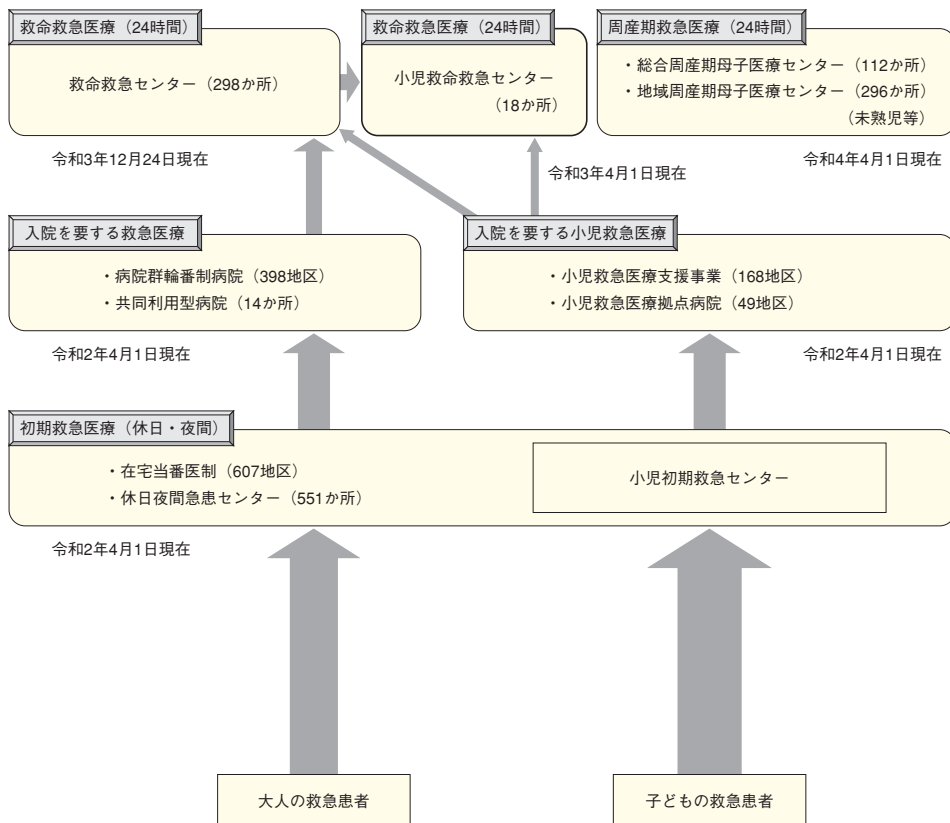 救命救急医療（24時間）
救命救急センター（298か所）
令和3年12月24日現在
救命救急医療（24時間）
小児救命救急センター
（18か所）
令和3年4月1日現在
周産期救急医療（24時間）
・総合周産期母子医療センター（112か所）
・地域周産期母子医療センター（296か所）
（未熟児等）
令和4年4月1日現在
入院を要する救急医療
・病院群輪番制病院（398地区）
・共同利用型病院（14か所）
令和2年4月1日現在
入院を要する小児救急医療
・小児救急医療支援事業（168地区）
・小児救急医療拠点病院（49地区）
令和2年4月1日現在
初期救急医療（休日・夜間）
・在宅当番医制（607地区）
・休日夜間急患センター（551か所）
小児初期救急センター
令和2年4月1日現在
大人の救急患者
子どもの救急患者